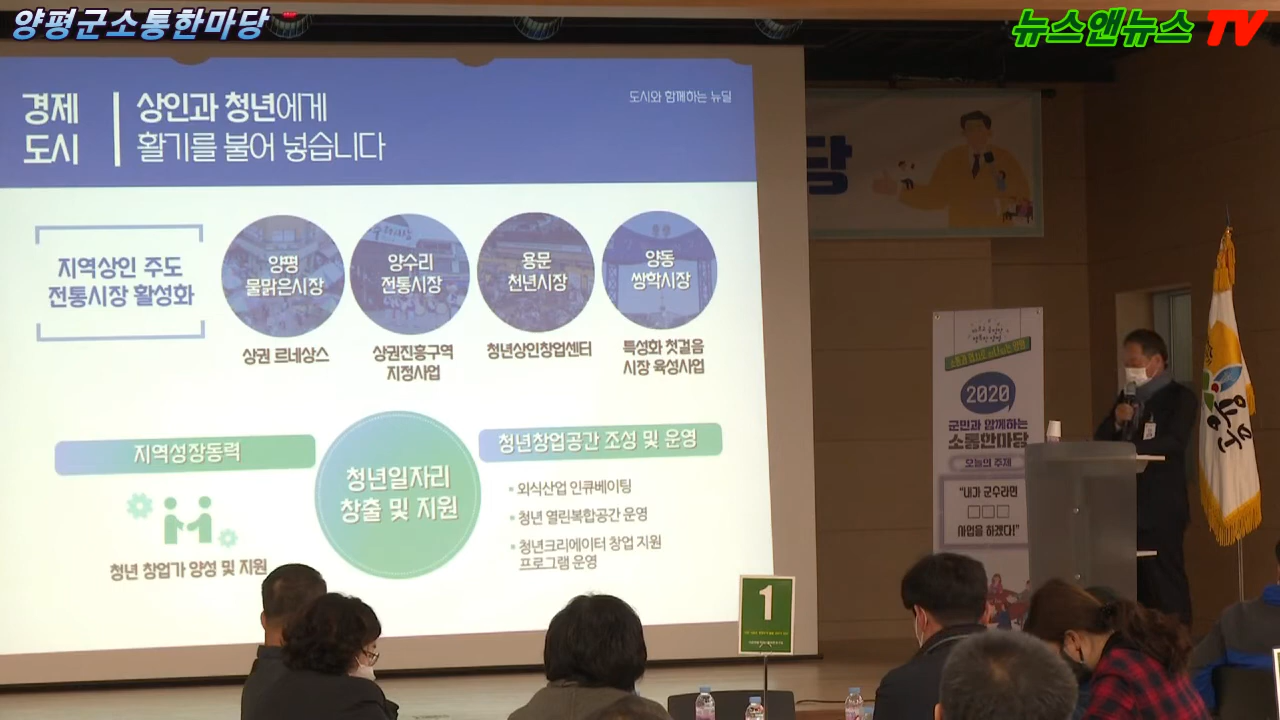 양평군소통한마당
뉴스앤뉴스 TV
경제
도시
상인과 청년에게
활기를 불어 넣습니다
도시와 함께하는 뉴딜
지역상인 주도
전통시장 활성화
양평
물맑은시장
양수리
전통시장
용문
천년시장
양동
쌍학시장
상권 르네상스
상권진흥구역
지정사업
청년상인창업센터
특성화 첫걸음
시장 육성사업
지역성장동력
청년 창업가 양성 및 지원
청년일자리
창출 및 지원
청년창업공간 조성 및 운영
• 외식산업 인큐베이팅
• 청년 열린복합공간 운영
• 청년크리에이터 창업 지원
프로그램 운영
당
2020
군민과 함께하는
소통한마당
오늘의 주제
"내가 군수라면
□□□
사업을 하겠다!"
1